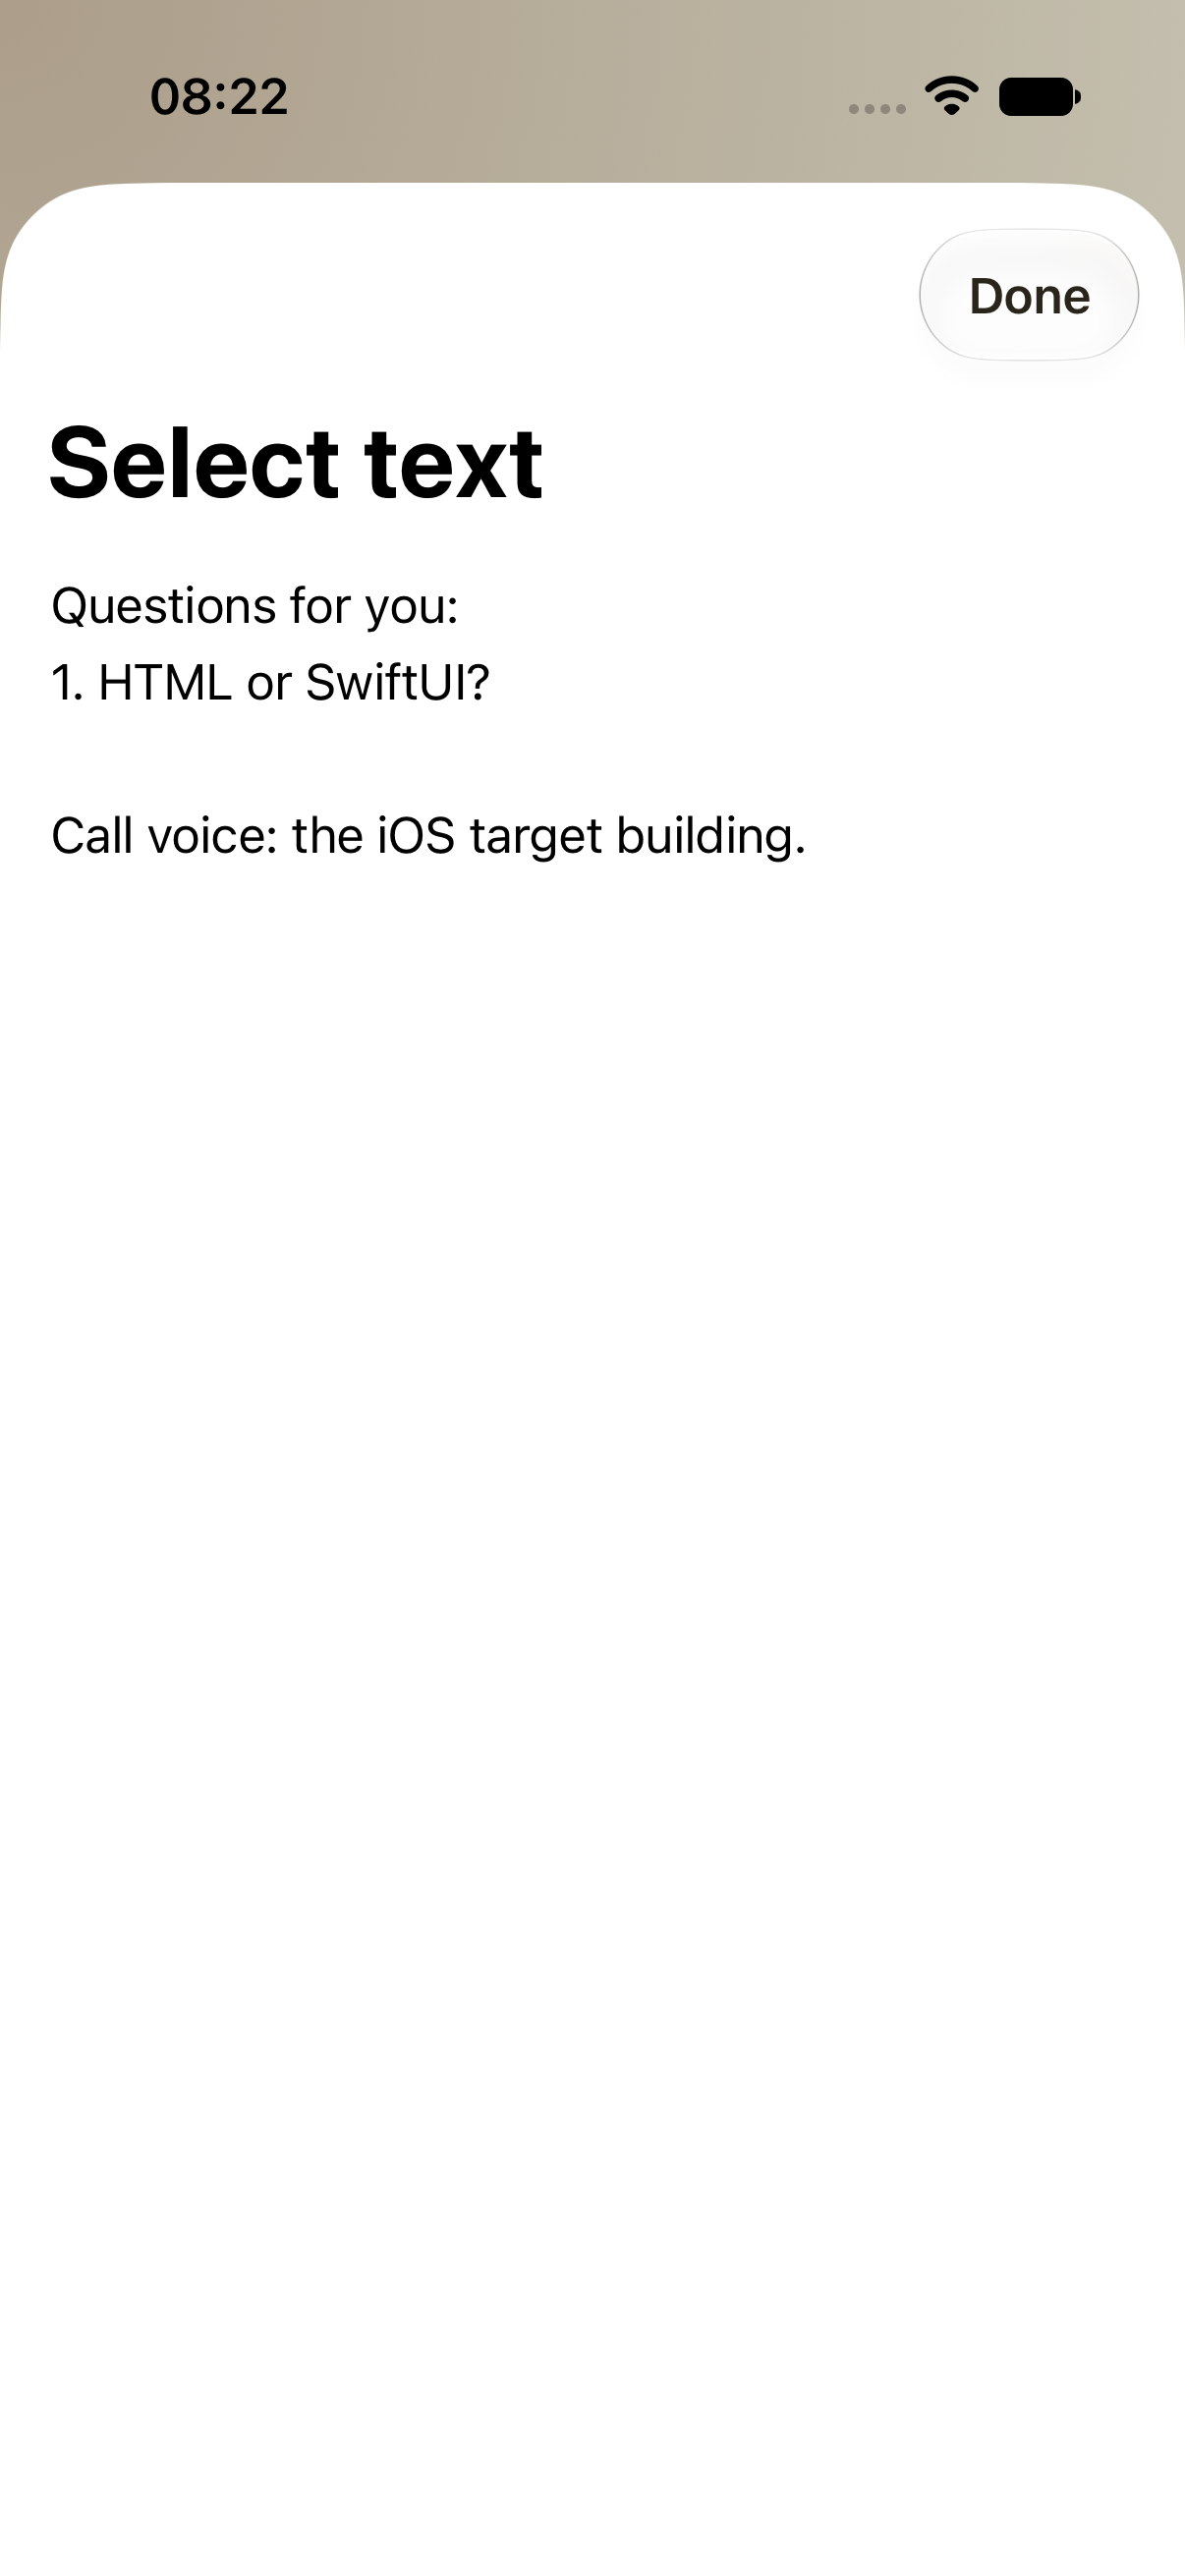 08:22
Done
Select text
Questions for you:
1. HTML or SwiftUI?
Call voice: the iOS target building.